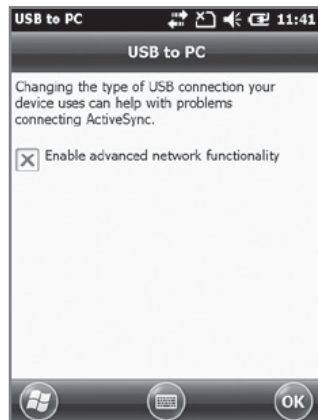 USB to PC 11:41
USB to PC
Changing the type of USB connection your
device uses can help with problems
connecting ActiveSync.
Enable advanced network functionality
OK